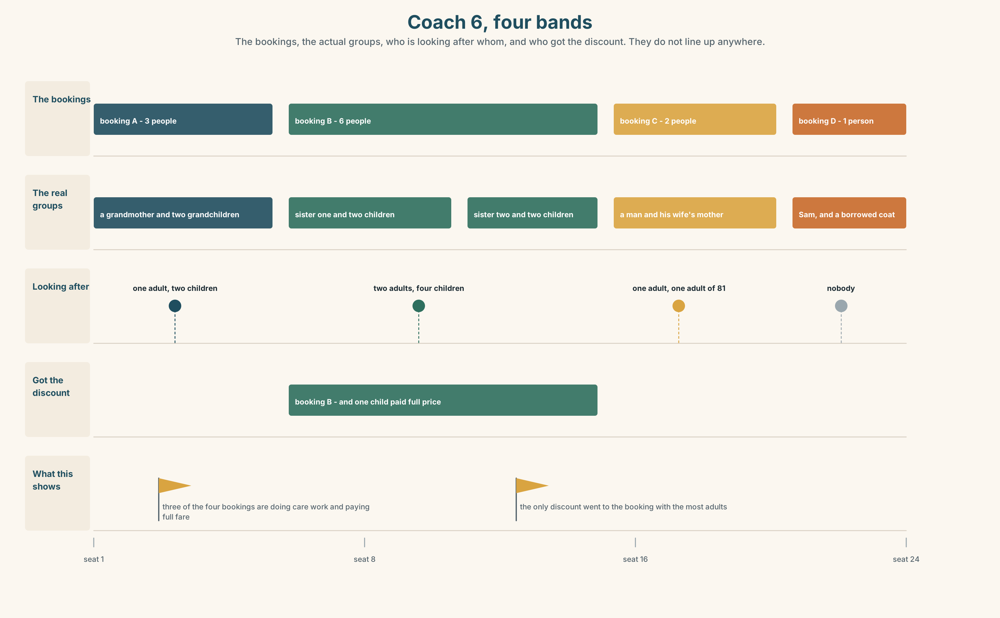 Coach 6, four bands
The bookings, the actual groups, who is looking after whom, and who got the discount. They do not line up anywhere.
The bookings
booking A - 3 people
booking B - 6 people
booking C - 2 people
booking D - 1 person
The real
groups
a grandmother and two grandchildren
sister one and two children
sister two and two children
a man and his wife's mother
Sam, and a borrowed coat
Looking after
one adult, two children
two adults, four children
one adult, one adult of 81
nobody
Got the
discount
booking B - and one child paid full price
What this
shows
three of the four bookings are doing care work and paying
full fare
the only discount went to the booking with the most adults
seat 1
seat 8
seat 16
seat 24